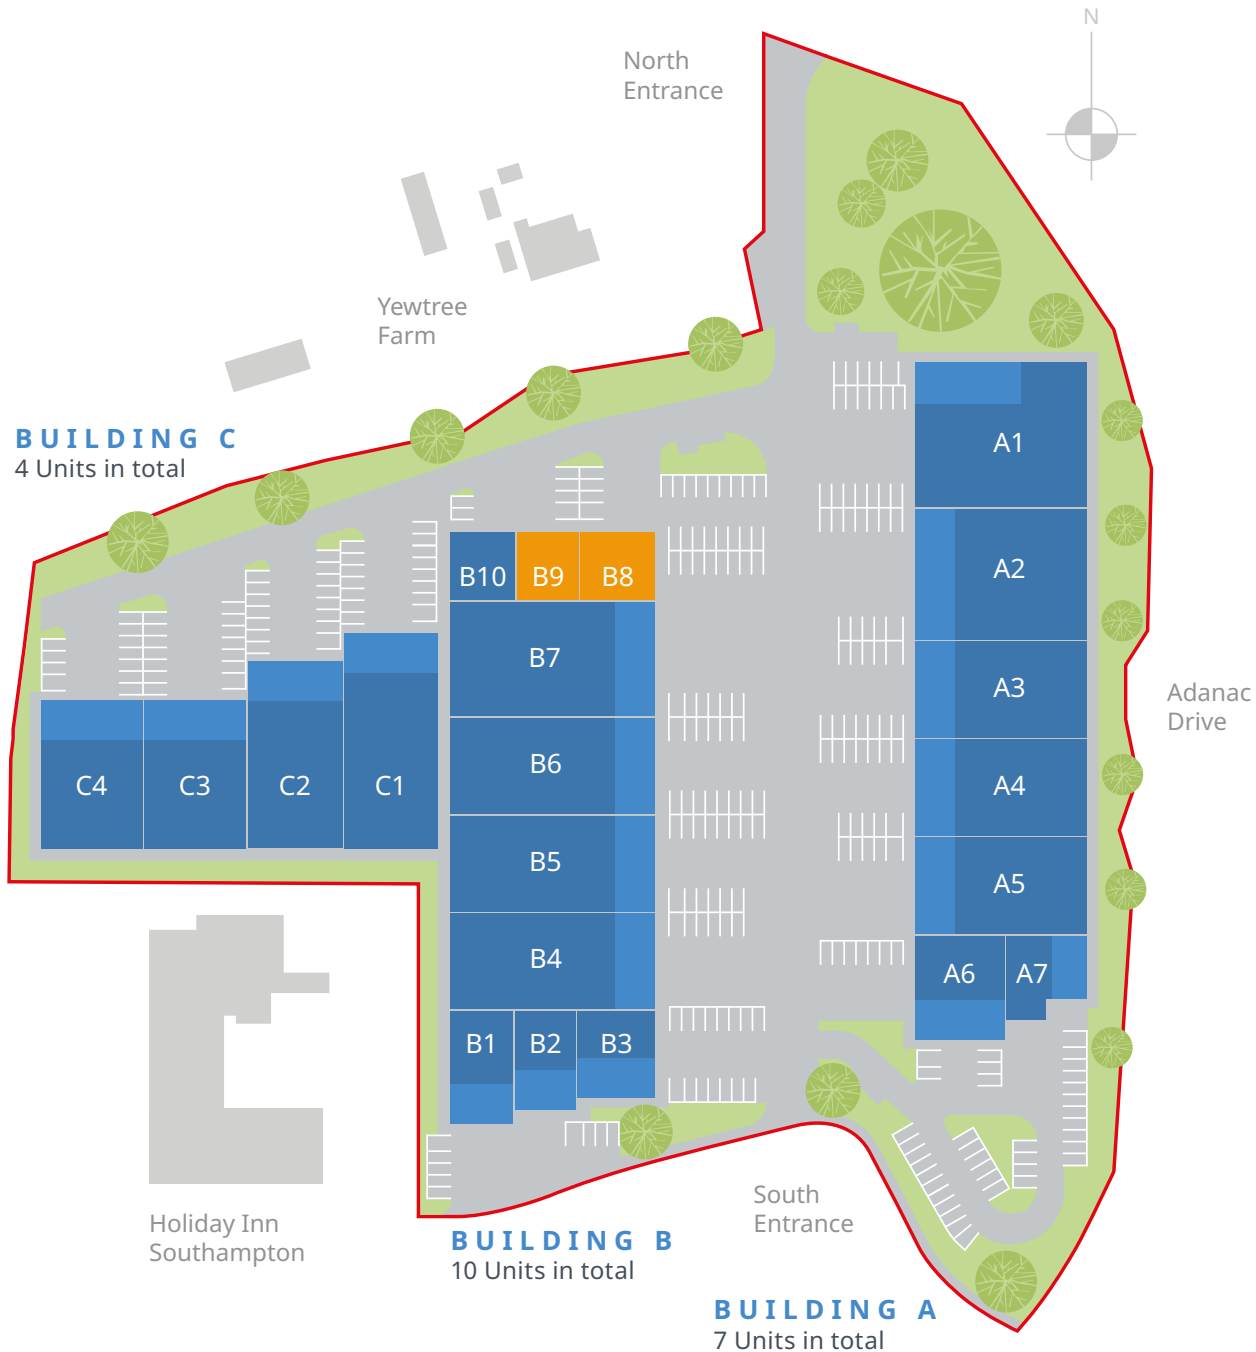 N
North
Entrance
Yewtree
Farm
BUILDING C
4 Units in total
A1
A2
A3
A4
A5
A6
A7
Adanac
Drive
B10
B9
B8
B7
B6
B5
B4
B1
B2
B3
C4
C3
C2
C1
Holiday Inn
Southampton
South
Entrance
BUILDING B
10 Units in total
BUILDING A
7 Units in total